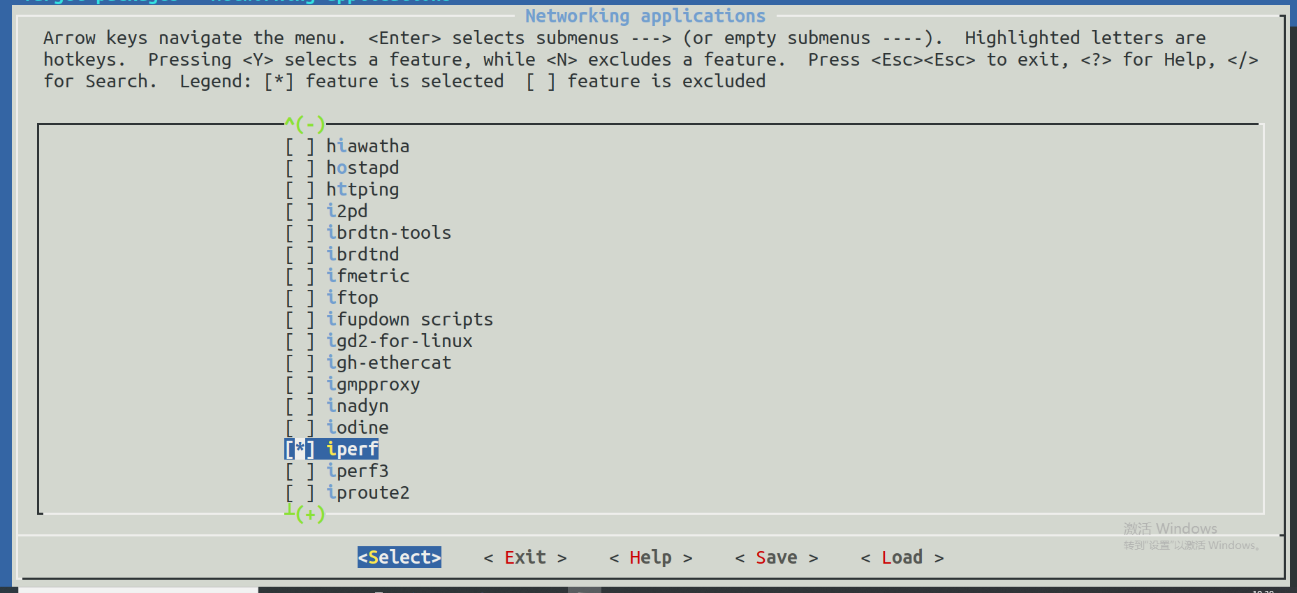 Networking applications
Arrow keys navigate the menu.  <Enter> selects submenus ---> (or empty submenus ----).  Highlighted letters are
hotkeys.  Pressing <Y> selects a feature, while <N> excludes a feature.  Press <Esc><Esc> to exit, <?> for Help, </>
for Search.  Legend: [*] feature is selected  [ ] feature is excluded
^(-)
[ ] hiawatha
[ ] hostapd
[ ] httping
[ ] i2pd
[ ] ibrdtn-tools
[ ] ibrdtnd
[ ] ifmetric
[ ] iftop
[ ] ifupdown scripts
[ ] igd2-for-linux
[ ] igh-ethercat
[ ] igmpproxy
[ ] inadyn
[ ] iodine
[*] iperf
[ ] iperf3
[ ] iproute2
┴(+)
<Select>    < Exit >    < Help >    < Save >    < Load >
激活 Windows
转到"设置"以激活 Windows。